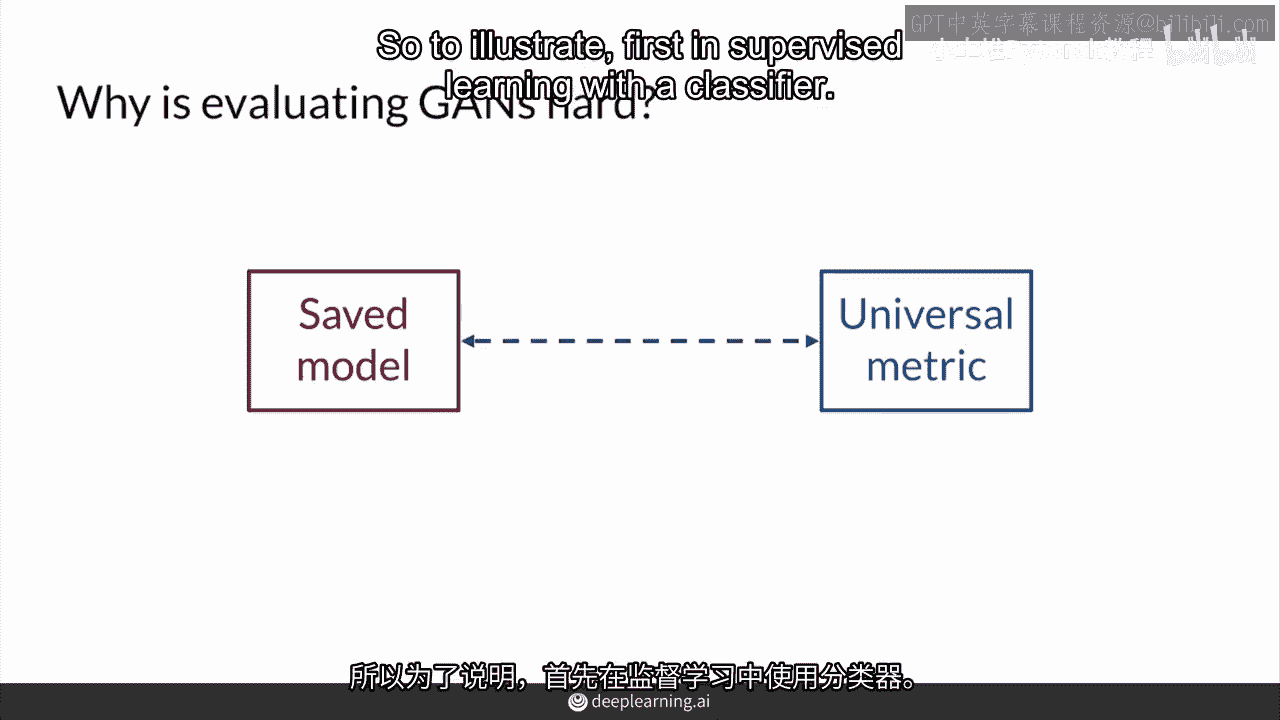 GPT中英字幕课程资源@bilibili.com
So to illustrate, first in supervised
learning with a classifier.
Why is evaluating GANs hard?
Saved
model
Universal
metric
所以为了说明，首先在监督学习中使用分类器。
deeplearning.ai